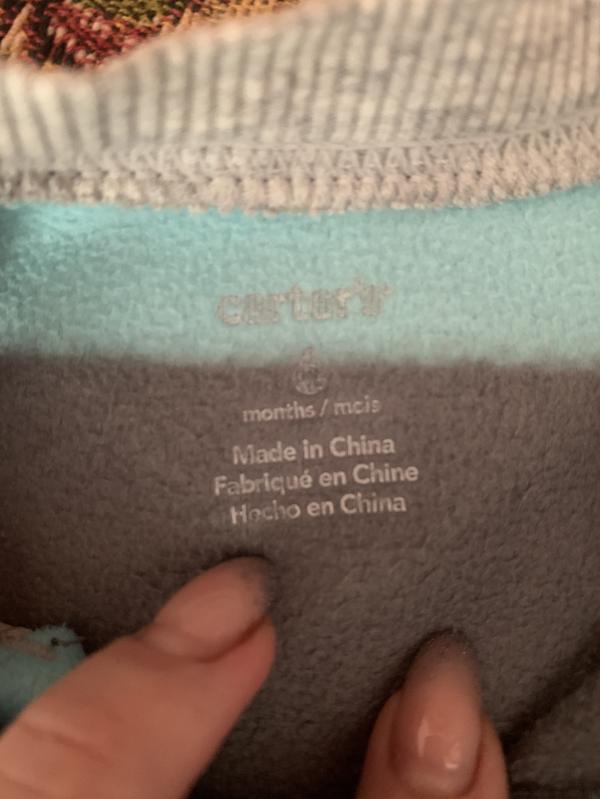 carter's
6
months / mois
Made in China
Fabriqué en Chine
Hecho en China